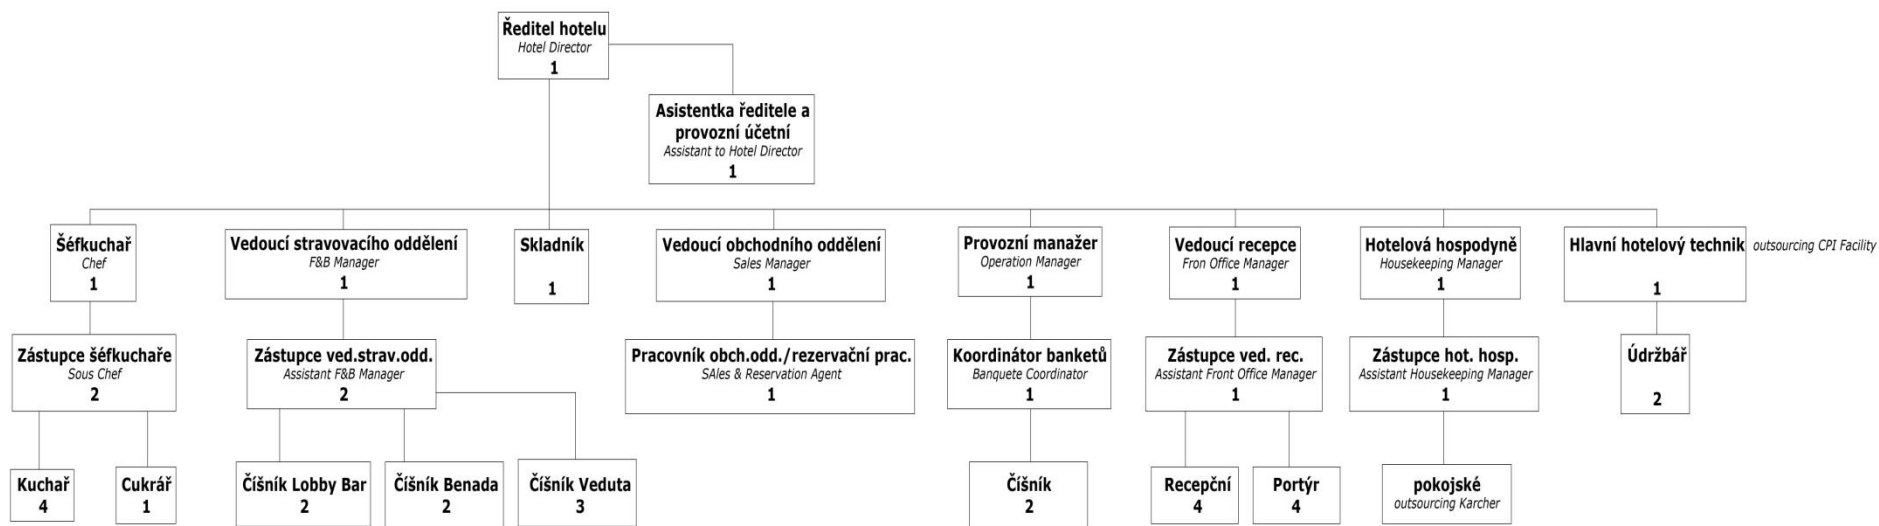 Ředitel hotelu
Hotel Director
1
Asistentka ředitele a
provozní účetní
Assistant to Hotel Director
1
Šéfkuchař
Chef
1
Vedoucí stravovacího oddělení
F&B Manager
1
Skladník
1
Vedoucí obchodního oddělení
Sales Manager
1
Provozní manažer
Operation Manager
1
Vedoucí recepce
Fron Office Manager
1
Hotelová hospodyně
Housekeeping Manager
1
Hlavní hotelový technik
1
outsourcing CPI Facility
Zástupce šéfkuchaře
Sous Chef
2
Zástupce ved.strav.odd.
Assistant F&B Manager
2
Pracovník obch.odd./rezervační prac.
SAles & Reservation Agent
1
Koordinátor banketů
Banquete Coordinator
1
Zástupce ved. rec.
Assistant Front Office Manager
1
Zástupce hot. hosp.
Assistant Housekeeping Manager
1
Údržbář
2
Kuchař
4
Cukrář
1
Číšník Lobby Bar
2
Číšník Benada
2
Číšník Veduta
3
Číšník
2
Recepční
4
Portýr
4
pokojské
outsourcing Karcher